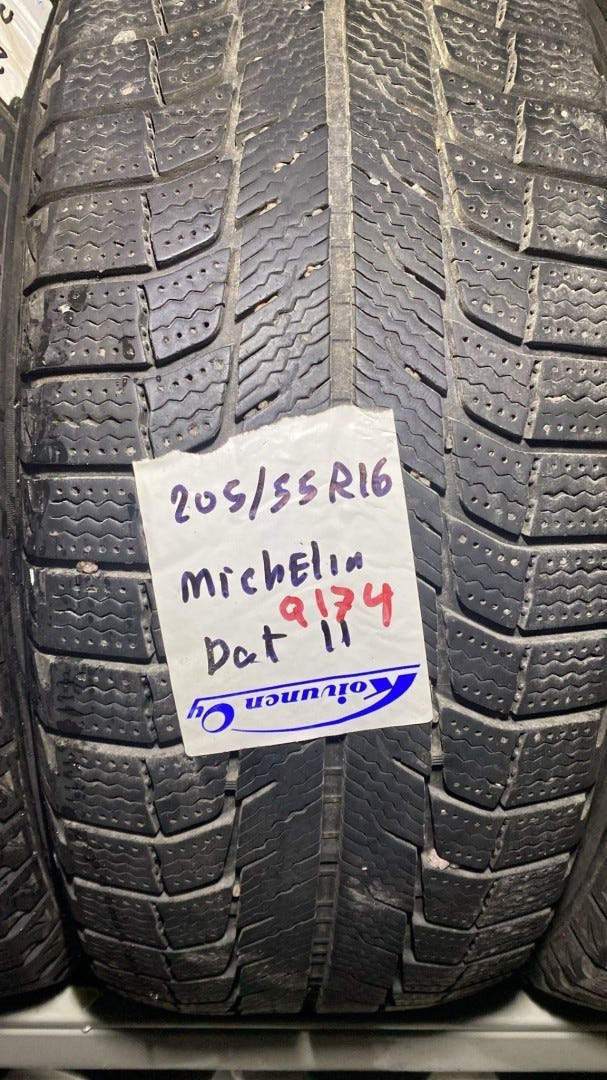 205/55R16
MichElin
9174
Dot 11
Koivunen Oy